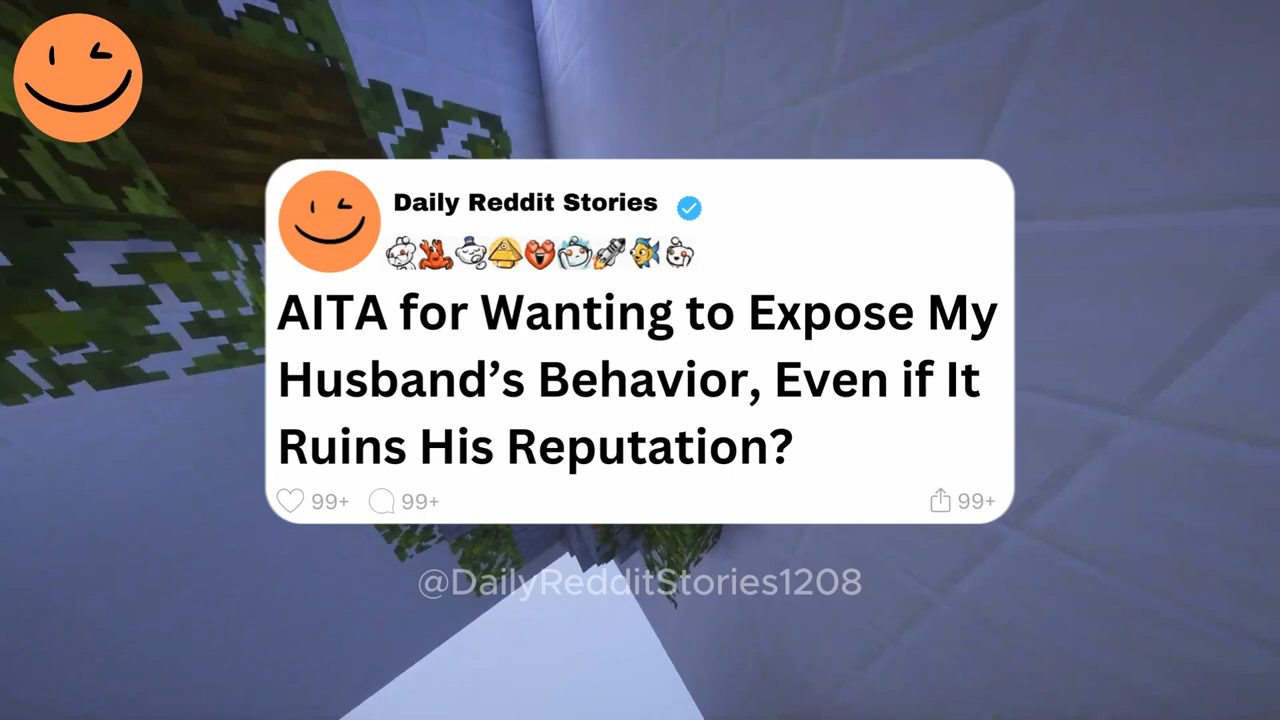 Daily Reddit Stories
AITA for Wanting to Expose My
Husband’s Behavior, Even if It
Ruins His Reputation?
99+ 99+ 99+
@DailyRedditStories1208